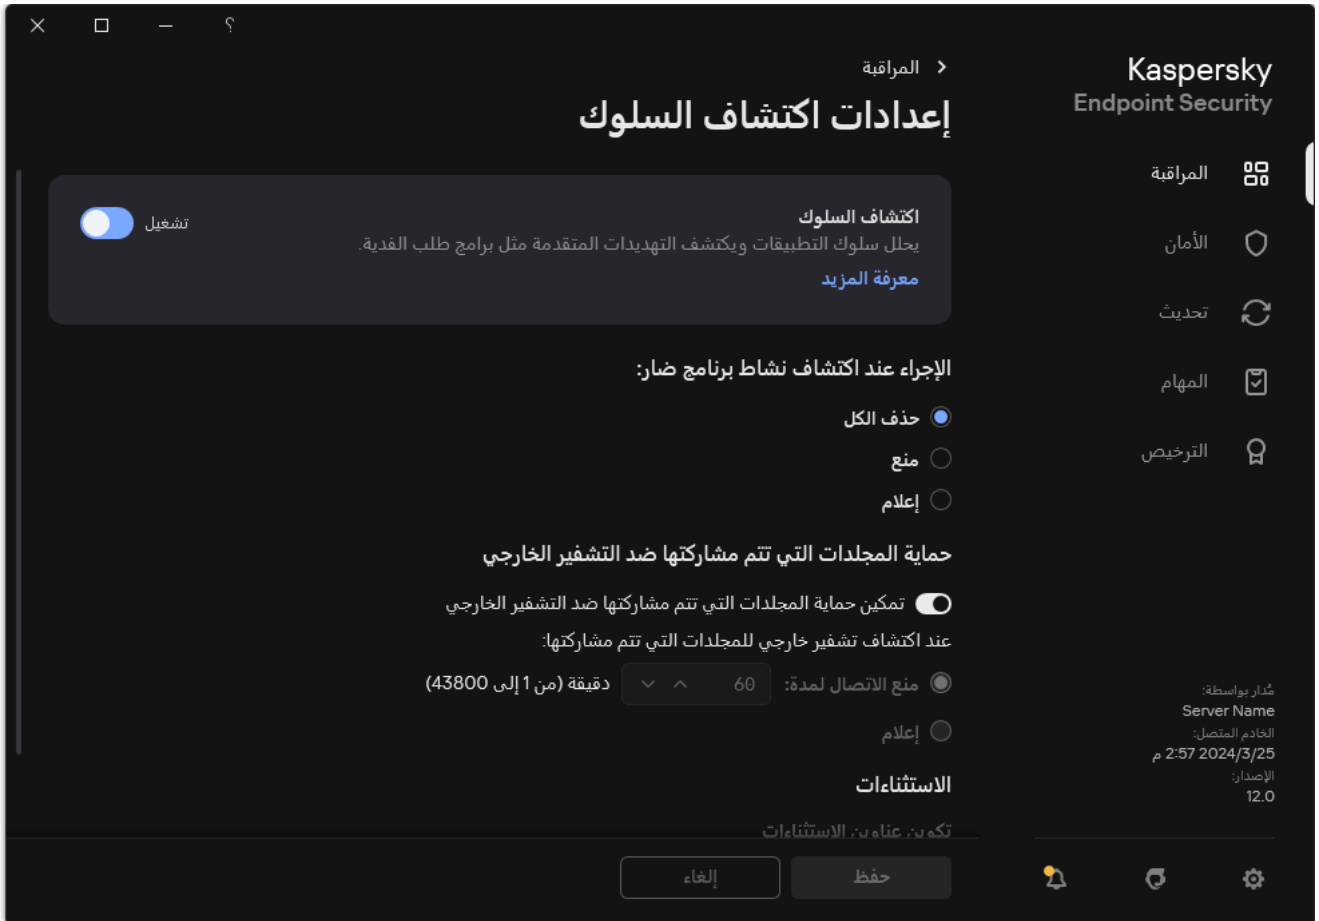 ؟
Kaspersky
Endpoint Security
المراقبة
الأمان
تحديث
المهام
الترخيص
مُدار بواسطة:
Server Name
الخادم المتصل:
2024/3/25 2:57 م
الإصدار:
12.0
المراقبة
إعدادات اكتشاف السلوك
اكتشاف السلوك
تشغيل
يحلل سلوك التطبيقات ويكتشف التهديدات المتقدمة مثل برامج طلب الفدية.
معرفة المزيد
الإجراء عند اكتشاف نشاط برنامج ضار:
حذف الكل
منع
إعلام
حماية المجلدات التي تتم مشاركتها ضد التشفير الخارجي
تمكين حماية المجلدات التي تتم مشاركتها ضد التشفير الخارجي
عند اكتشاف تشفير خارجي للمجلدات التي تتم مشاركتها:
منع الاتصال لمدة: 60 دقيقة (من 1 إلى 43800)
إعلام
الاستثناءات
تكوين عناوين الاستثناءات
حفظ
إلغاء